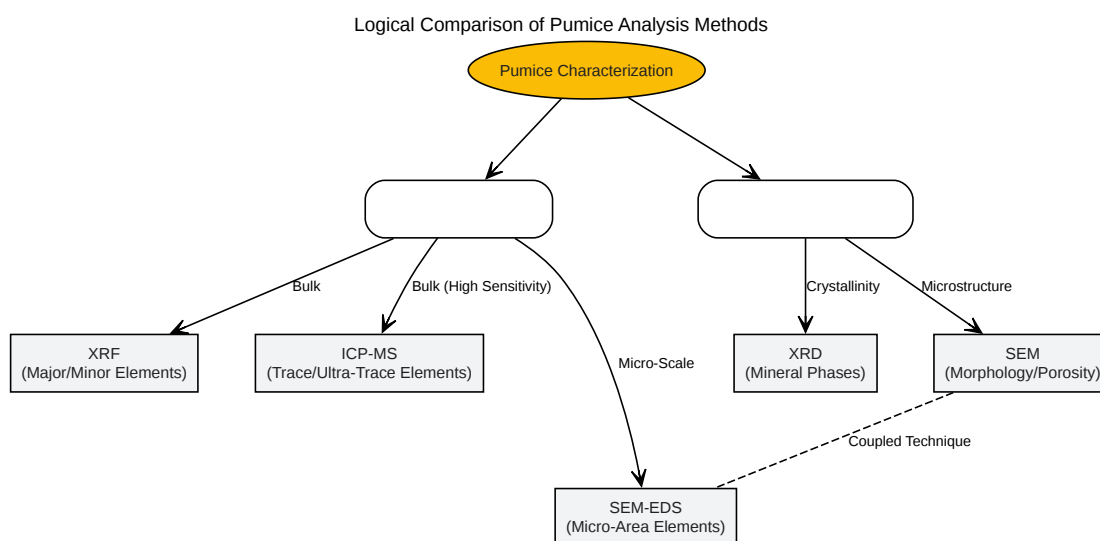 Logical Comparison of Pumice Analysis Methods
Pumice Characterization
Bulk
Bulk (High Sensitivity)
Crystallinity
Microstructure
XRF
(Major/Minor Elements)
ICP-MS
(Trace/Ultra-Trace Elements)
Micro-Scale
XRD
(Mineral Phases)
SEM
(Morphology/Porosity)
Coupled Technique
SEM-EDS
(Micro-Area Elements)